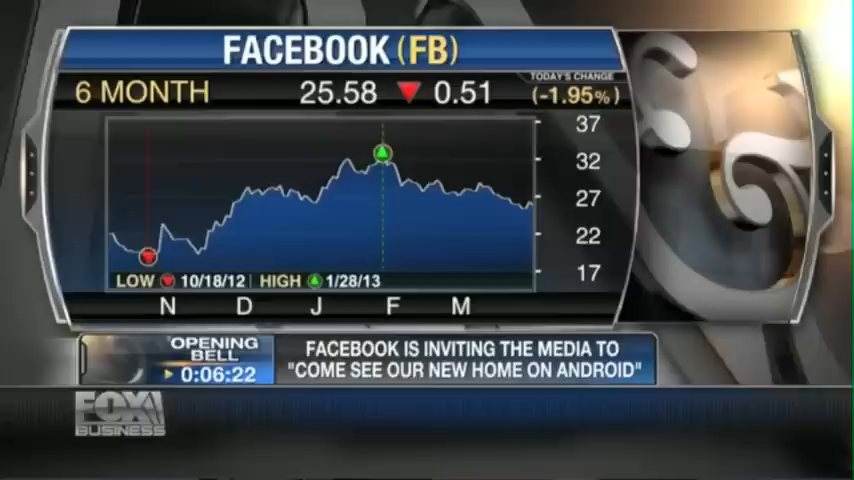 FACEBOOK (FB)
6 MONTH 25.58 ▼ 0.51 TODAY'S CHANGE (-1.95%)
37
32
27
22
17
LOW 10/18/12 | HIGH 1/28/13
N D J F M
OPENING BELL
0:06:22
FACEBOOK IS INVITING THE MEDIA TO
"COME SEE OUR NEW HOME ON ANDROID"
FOX
BUSINESS